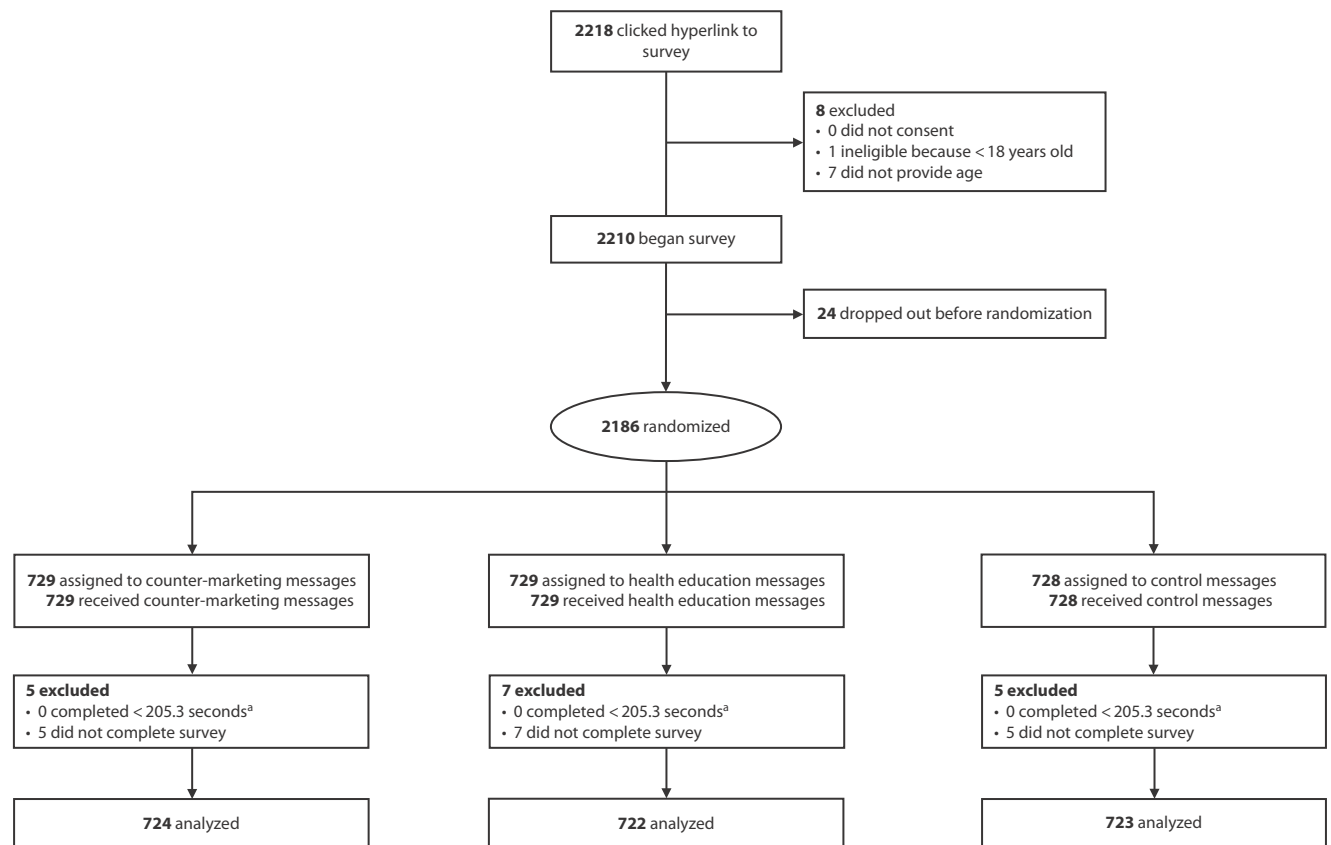 2218 clicked hyperlink to
survey
8 excluded
• 0 did not consent
• 1 ineligible because < 18 years old
• 7 did not provide age
2210 began survey
24 dropped out before randomization
2186 randomized
729 assigned to counter-marketing messages
729 received counter-marketing messages
729 assigned to health education messages
729 received health education messages
728 assigned to control messages
728 received control messages
5 excluded
• 0 completed < 205.3 secondsᵃ
• 5 did not complete survey
7 excluded
• 0 completed < 205.3 secondsᵃ
• 7 did not complete survey
5 excluded
• 0 completed < 205.3 secondsᵃ
• 5 did not complete survey
724 analyzed
722 analyzed
723 analyzed